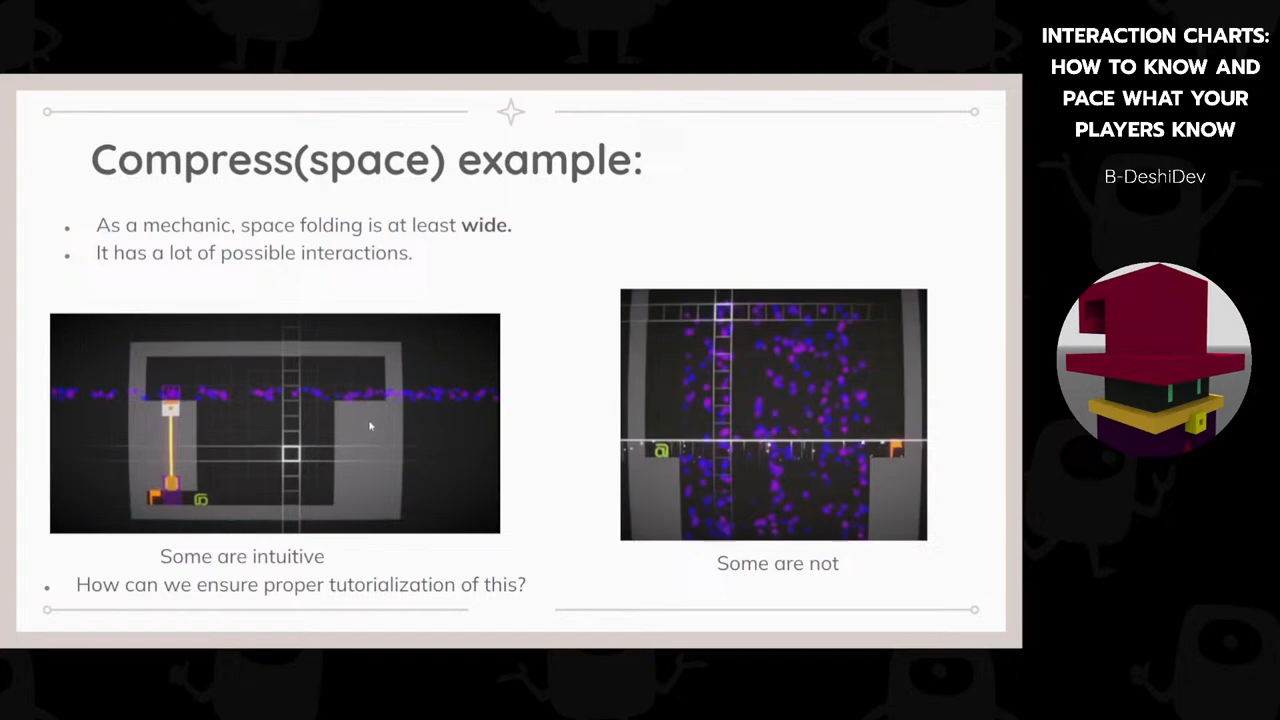 INTERACTION CHARTS:
HOW TO KNOW AND
PACE WHAT YOUR
PLAYERS KNOW
B-DeshiDev
Compress(space) example:
As a mechanic, space folding is at least wide.
It has a lot of possible interactions.
Some are intuitive
Some are not
How can we ensure proper tutorialization of this?